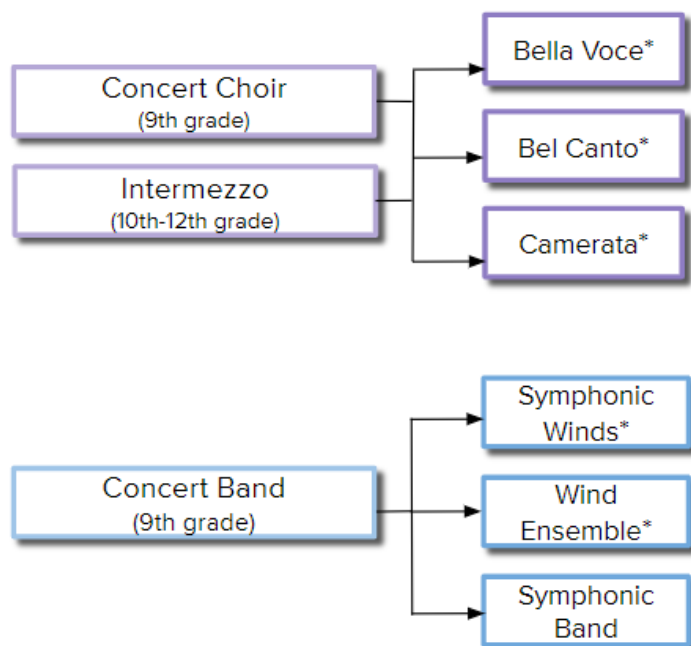 Concert Choir
(9th grade)
Intermezzo
(10th-12th grade)
Bella Voce*
Bel Canto*
Camerata*
Concert Band
(9th grade)
Symphonic
Winds*
Wind
Ensemble*
Symphonic
Band